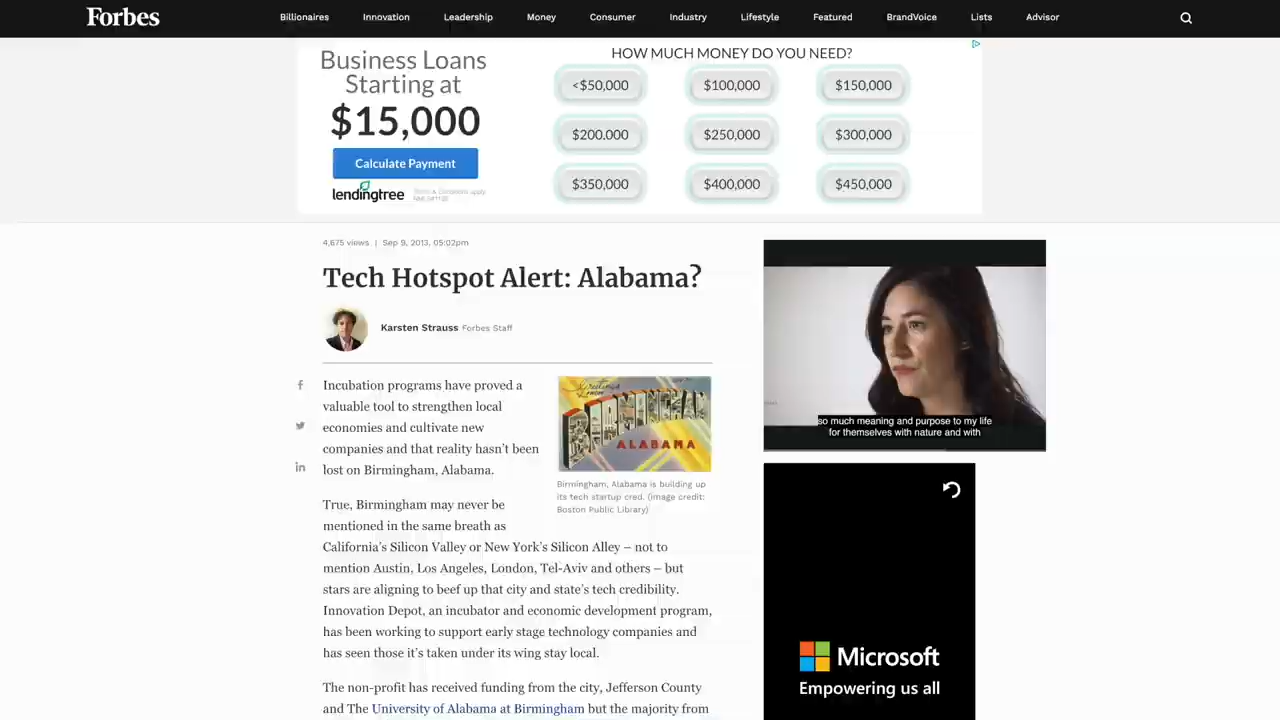 Forbes
Billionaires Innovation Leadership Money Consumer Industry Lifestyle Featured BrandVoice Lists Advisor
Business Loans
Starting at
$15,000
Calculate Payment
lendingtree
HOW MUCH MONEY DO YOU NEED?
<$50,000 $100,000 $150,000
$200.000 $250,000 $300,000
$350,000 $400,000 $450,000
4,675 views | Sep 9, 2013, 05:02pm
Tech Hotspot Alert: Alabama?
Karsten Strauss Forbes Staff
Incubation programs have proved a
valuable tool to strengthen local
economies and cultivate new
companies and that reality hasn't been
lost on Birmingham, Alabama.
Greetings from
BIRMINGHAM
ALABAMA
Birmingham, Alabama is building up
its tech startup cred. (image credit:
Boston Public Library)
True, Birmingham may never be
mentioned in the same breath as
California's Silicon Valley or New York's Silicon Alley – not to
mention Austin, Los Angeles, London, Tel-Aviv and others – but
stars are aligning to beef up that city and state's tech credibility.
Innovation Depot, an incubator and economic development program,
has been working to support early stage technology companies and
has seen those it's taken under its wing stay local.
The non-profit has received funding from the city, Jefferson County
and The University of Alabama at Birmingham but the majority from
so much meaning and purpose to my life
for themselves with nature and with
Microsoft
Empowering us all